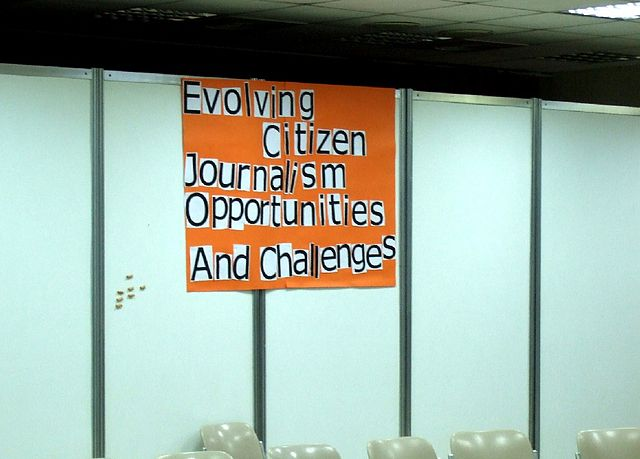 Evolving
Citizen
Journalism
Opportunities
And Challenges